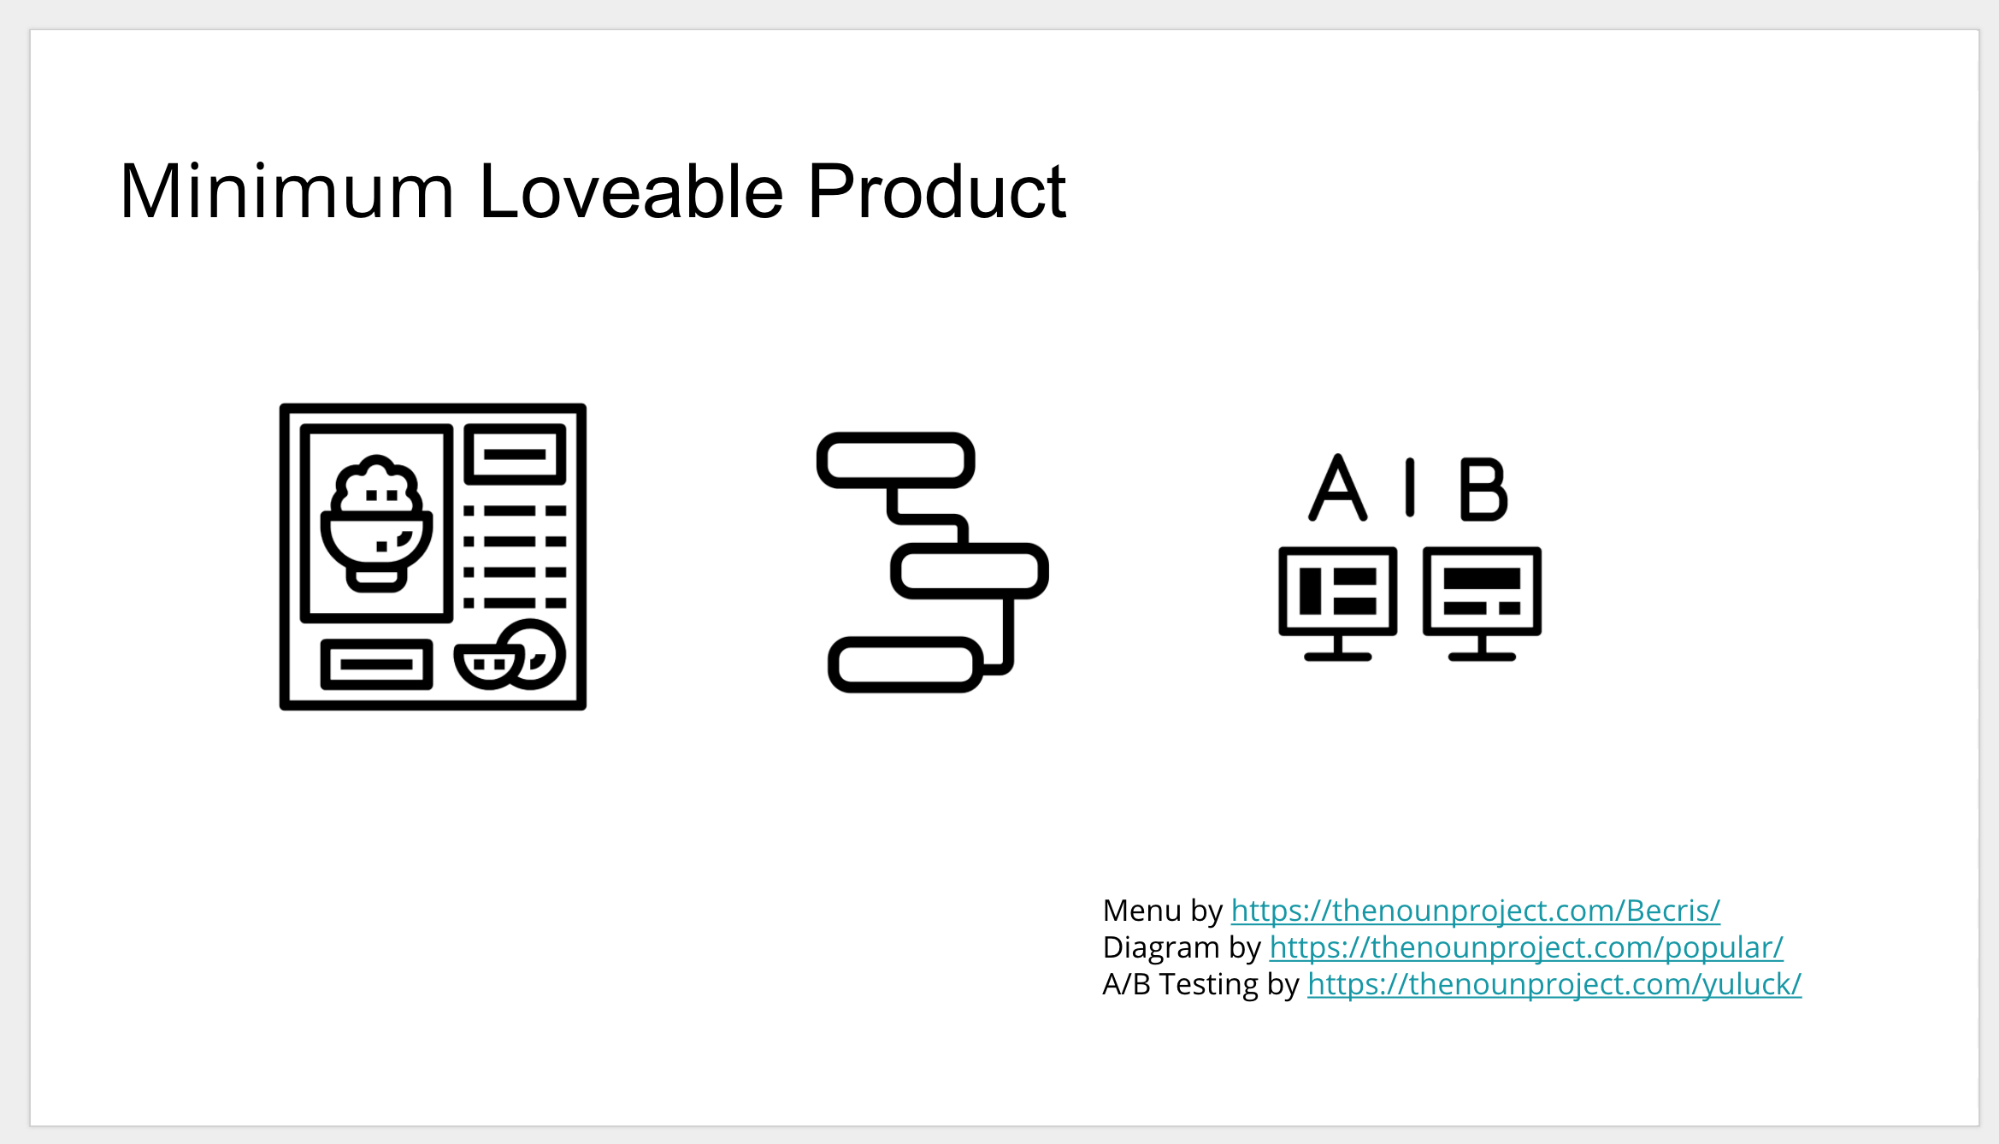 Minimum Loveable Product
A | B
Menu by https://thenounproject.com/Becris/
Diagram by https://thenounproject.com/popular/
A/B Testing by https://thenounproject.com/yuluck/